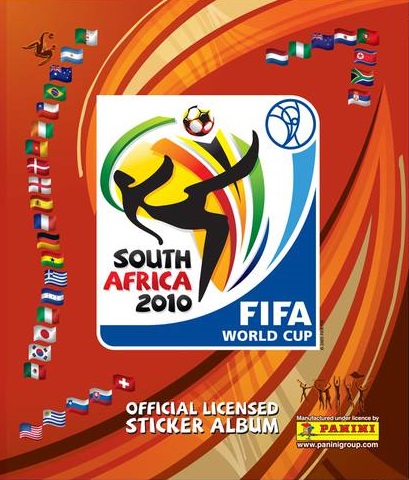 SOUTH
AFRICA
2010
FIFA
WORLD CUP
OFFICIAL LICENSED
STICKER ALBUM
Manufactured under licence by
PANINI
www.paninigroup.com